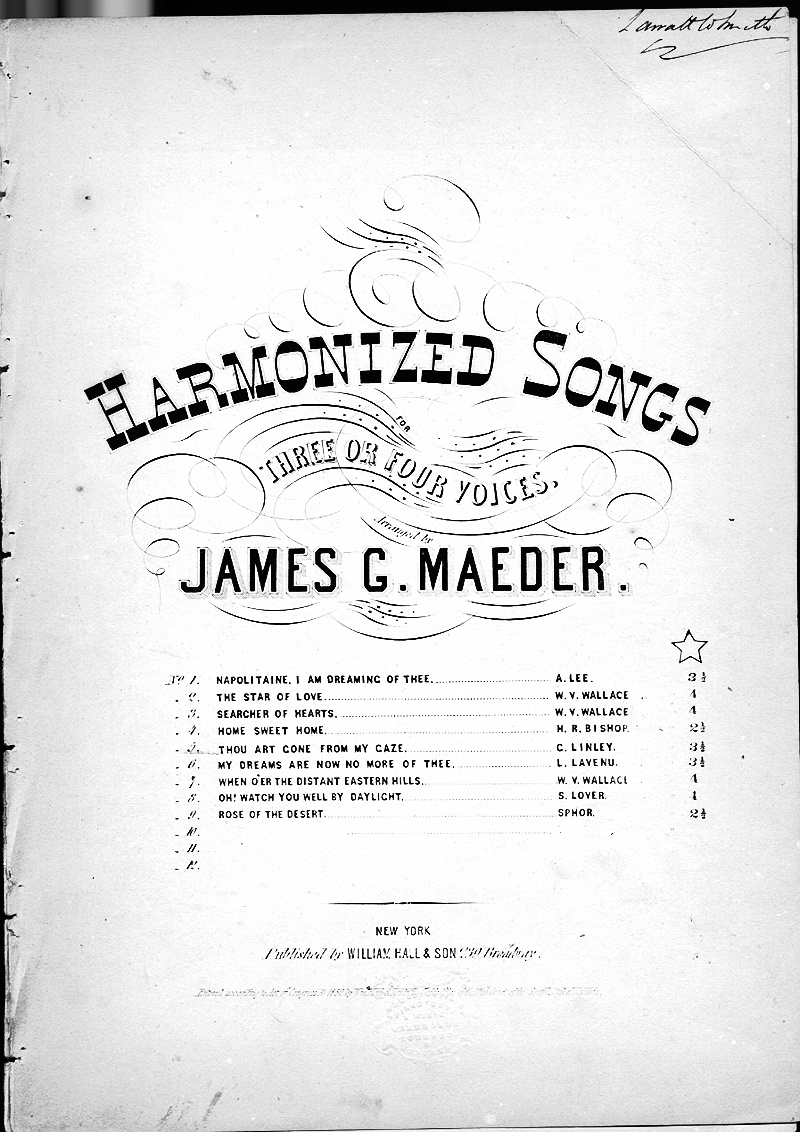 HARMONIZED SONGS
FOR
THREE OR FOUR VOICES,
Arranged by
JAMES G. MAEDER.
No 1. NAPOLITAINE, I AM DREAMING OF THEE. A. LEE. 3½
2. THE STAR OF LOVE. W. V. WALLACE 4
3. SEARCHER OF HEARTS. W. V. WALLACE 4
4. HOME SWEET HOME. H. R. BISHOP. 2½
5. THOU ART GONE FROM MY GAZE. G. LINLEY. 3½
6. MY DREAMS ARE NOW NO MORE OF THEE. L. LAVENU. 3½
7. WHEN O'ER THE DISTANT EASTERN HILLS. W. V. WALLACE 4
8. OH! WATCH YOU WELL BY DAYLIGHT. S. LOVER. 4
9. ROSE OF THE DESERT. SPHOR. 2½
10.
11.
12.
NEW YORK
Published by WILLIAM HALL & SON 239 Broadway.